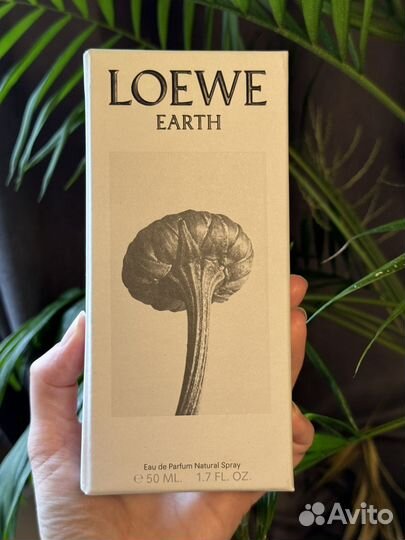 LOEWE
EARTH
Eau de Parfum Natural Spray
℮ 50 ML. 1.7 FL. OZ.
Avito